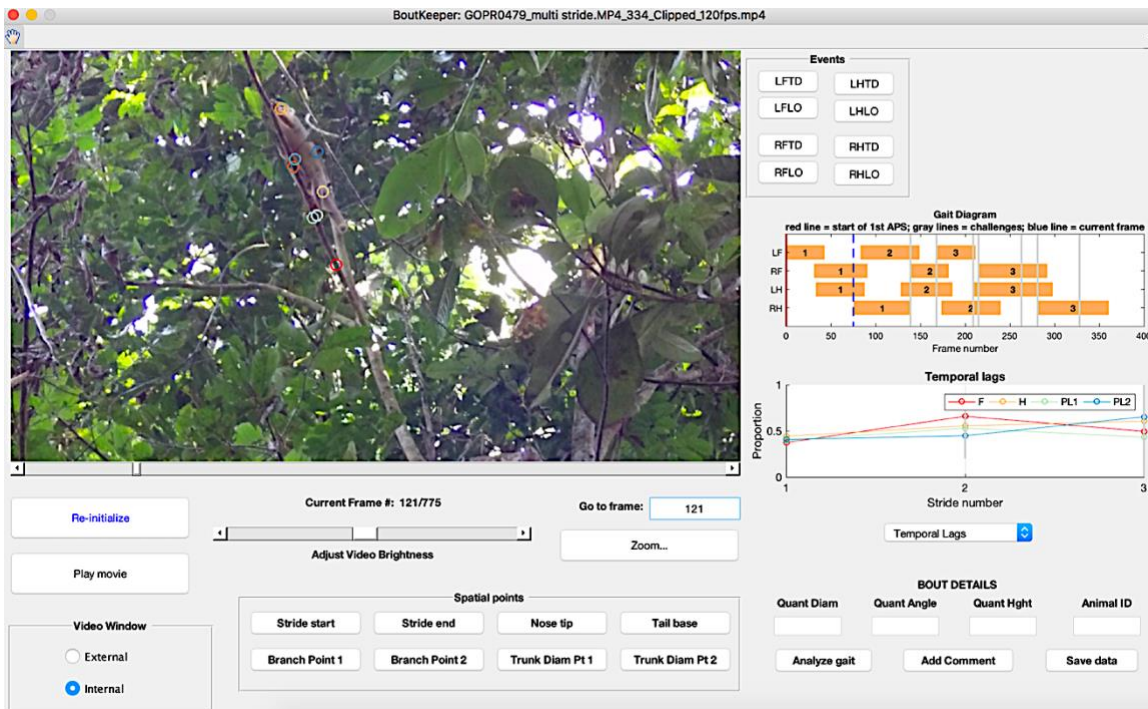 BoutKeeper: GOPR0479_multi stride.MP4_334_Clipped_120fps.mp4
Events
LFTD LHTD
LFLO LHLO
RFTD RHTD
RFLO RHLO
Gait Diagram
red line = start of 1st APS; gray lines = challenges; blue line = current frame
LF 1 2 3
RF 1 2 3
LH 1 2 3
RH 1 2 3
0 50 100 150 200 250 300 350 400
Frame number
Temporal lags
1
0.5
0
Proportion
F H PL1 PL2
1 2 3
Stride number
Temporal Lags
Current Frame #: 121/775
Go to frame: 121
Re-initialize
Adjust Video Brightness
Zoom...
Play movie
Spatial points
Stride start Stride end Nose tip Tail base
Branch Point 1 Branch Point 2 Trunk Diam Pt 1 Trunk Diam Pt 2
Video Window
External
Internal
BOUT DETAILS
Quant Diam Quant Angle Quant Hght Animal ID
Analyze gait Add Comment Save data